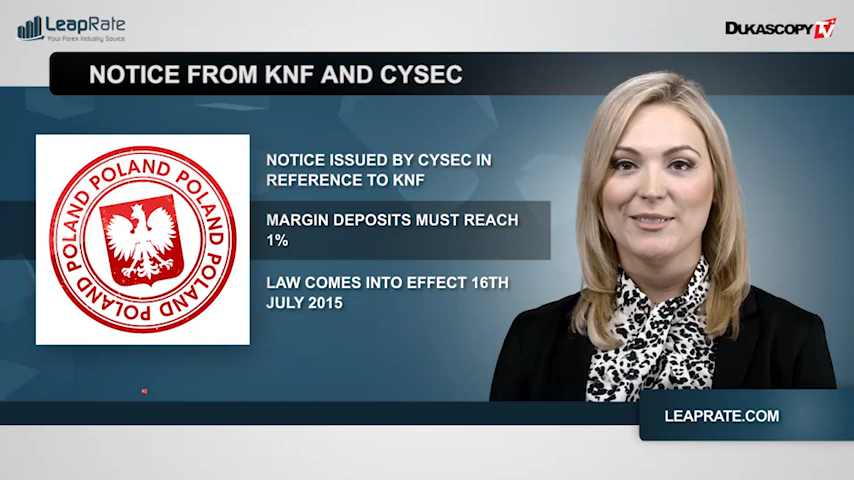 LeapRate
Your Forex Industry Source
DUKASCOPY TV
NOTICE FROM KNF AND CYSEC
POLAND POLAND POLAND POLAND POLAND
NOTICE ISSUED BY CYSEC IN
REFERENCE TO KNF
MARGIN DEPOSITS MUST REACH
1%
LAW COMES INTO EFFECT 16TH
JULY 2015
LEAPRATE.COM